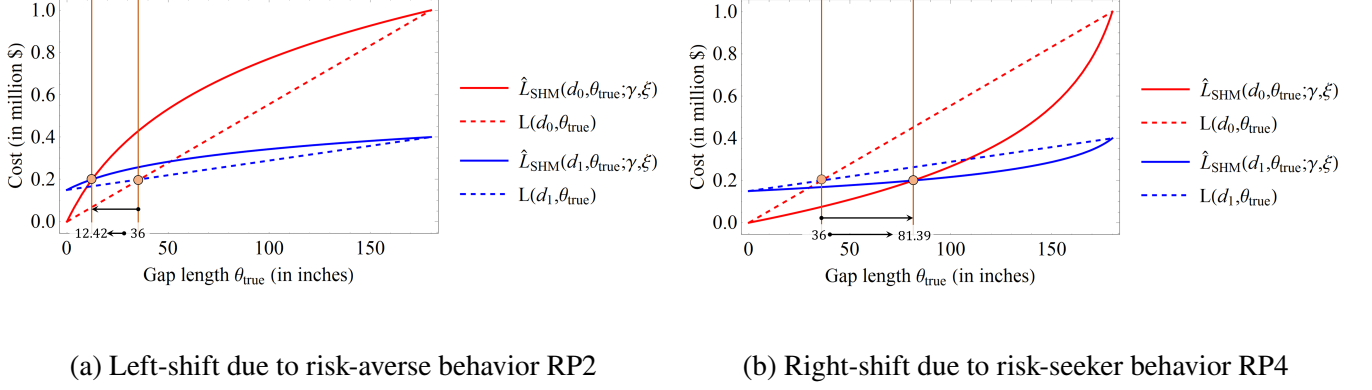 Cost (in million $)
1.0
0.8
0.6
0.4
0.2
0.0
0
12.42
36
50
100
150
Gap length θtrue (in inches)
L̂SHM(d0,θtrue;γ,ξ)
L(d0,θtrue)
L̂SHM(d1,θtrue;γ,ξ)
L(d1,θtrue)
(a) Left-shift due to risk-averse behavior RP2
Cost (in million $)
1.0
0.8
0.6
0.4
0.2
0.0
0
36
50
81.39
100
150
Gap length θtrue (in inches)
L̂SHM(d0,θtrue;γ,ξ)
L(d0,θtrue)
L̂SHM(d1,θtrue;γ,ξ)
L(d1,θtrue)
(b) Right-shift due to risk-seeker behavior RP4